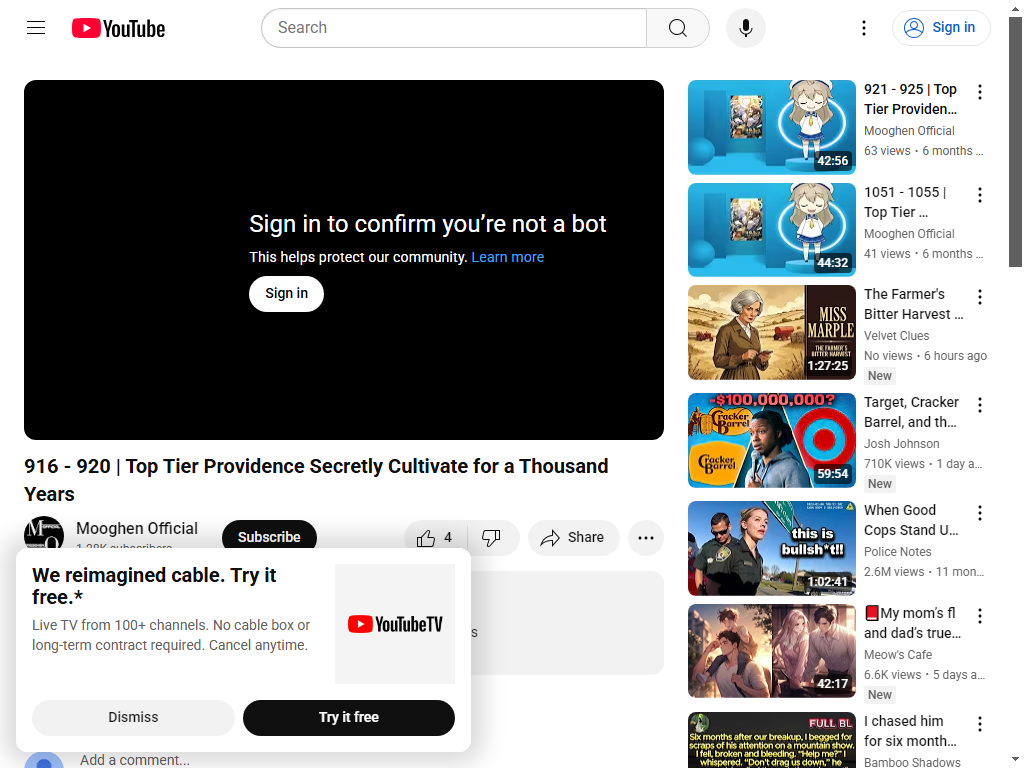 YouTube
Search
Sign in
Sign in to confirm you’re not a bot
This helps protect our community. Learn more
Sign in
916 - 920 | Top Tier Providence Secretly Cultivate for a Thousand
Years
Mooghen Official
Subscribe
4
Share
We reimagined cable. Try it
free.*
Live TV from 100+ channels. No cable box or
long-term contract required. Cancel anytime.
YouTubeTV
Dismiss
Try it free
Add a comment...
42:56
921 - 925 | Top
Tier Providen…
Mooghen Official
63 views • 6 months …
44:32
1051 - 1055 |
Top Tier …
Mooghen Official
41 views • 6 months …
MISS
MARPLE
THE FARMER'S
BITTER HARVEST
1:27:25
The Farmer's
Bitter Harvest …
Velvet Clues
No views • 6 hours ago
New
-$100,000,000?
Cracker
Barrel
Cracker
Barrel
59:54
Target, Cracker
Barrel, and th…
Josh Johnson
710K views • 1 day a…
New
this is
bullsh*t!!
1:02:41
When Good
Cops Stand U…
Police Notes
2.6M views • 11 mon…
42:17
My mom's fl
and dad's true…
Meow's Cafe
6.6K views • 5 days a…
New
FULL BL
Six months after our breakup, I begged for
scraps of his attention on a mountain show.
I fell, broken and bleeding. "Help me?" I
whispered. "Don't drag us down," he
I chased him
for six month…
Bamboo Shadows